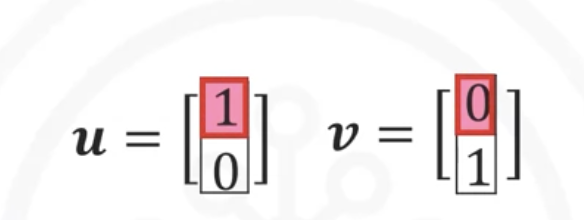 u = [1 0] v = [0 1]